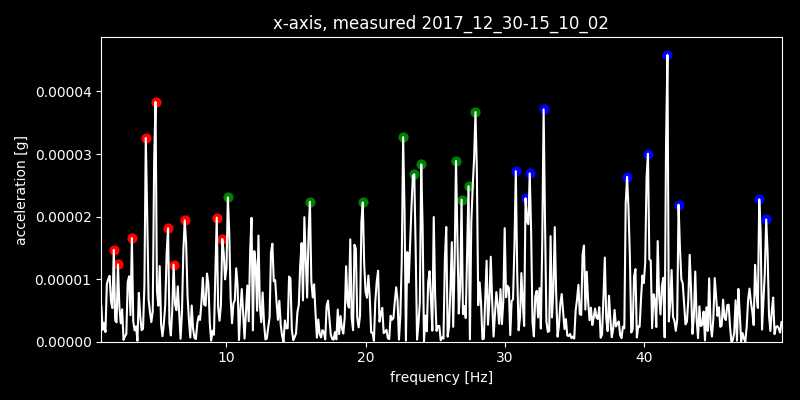 x-axis, measured 2017_12_30-15_10_02
acceleration [g]
0.00004
0.00003
0.00002
0.00001
0.00000
10 20 30 40
frequency [Hz]